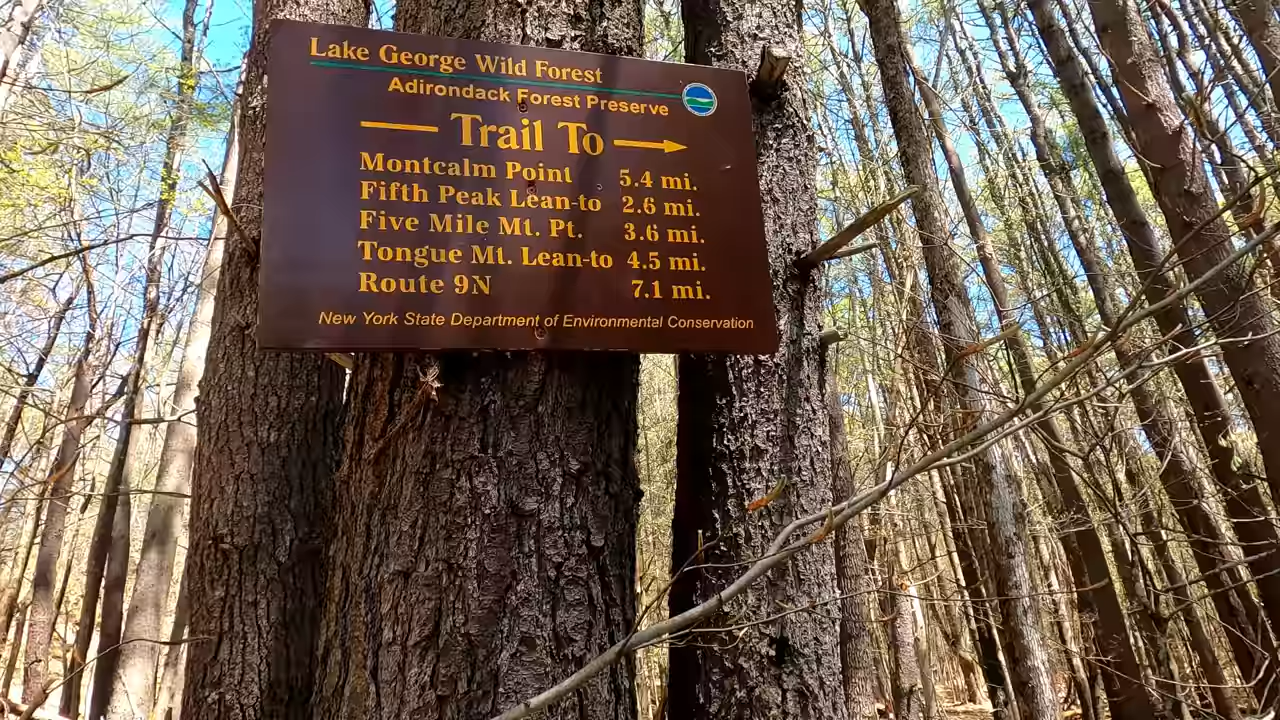 Lake George Wild Forest
Adirondack Forest Preserve
Trail To
Montcalm Point 5.4 mi.
Fifth Peak Lean-to 2.6 mi.
Five Mile Mt. Pt. 3.6 mi.
Tongue Mt. Lean-to 4.5 mi.
Route 9N 7.1 mi.
New York State Department of Environmental Conservation